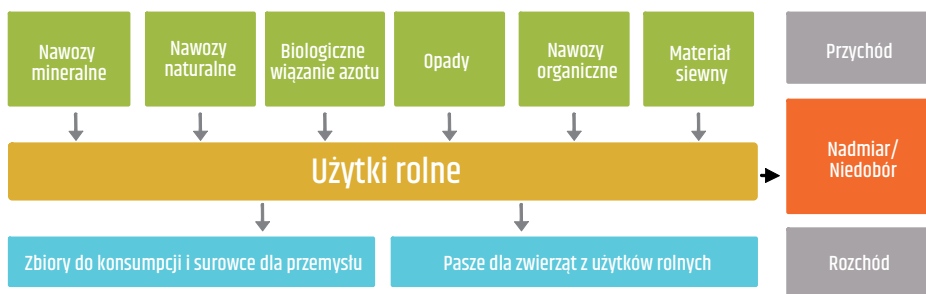 Nawozy
mineralne
Nawozy
naturalne
Biologiczne
wiązanie azotu
Opady
Nawozy
organiczne
Materiał
siewny
Przychód
Użytki rolne
Nadmiar/
Niedobór
Zbiory do konsumpcji i surowce dla przemysłu
Pasze dla zwierząt z użytków rolnych
Rozchód